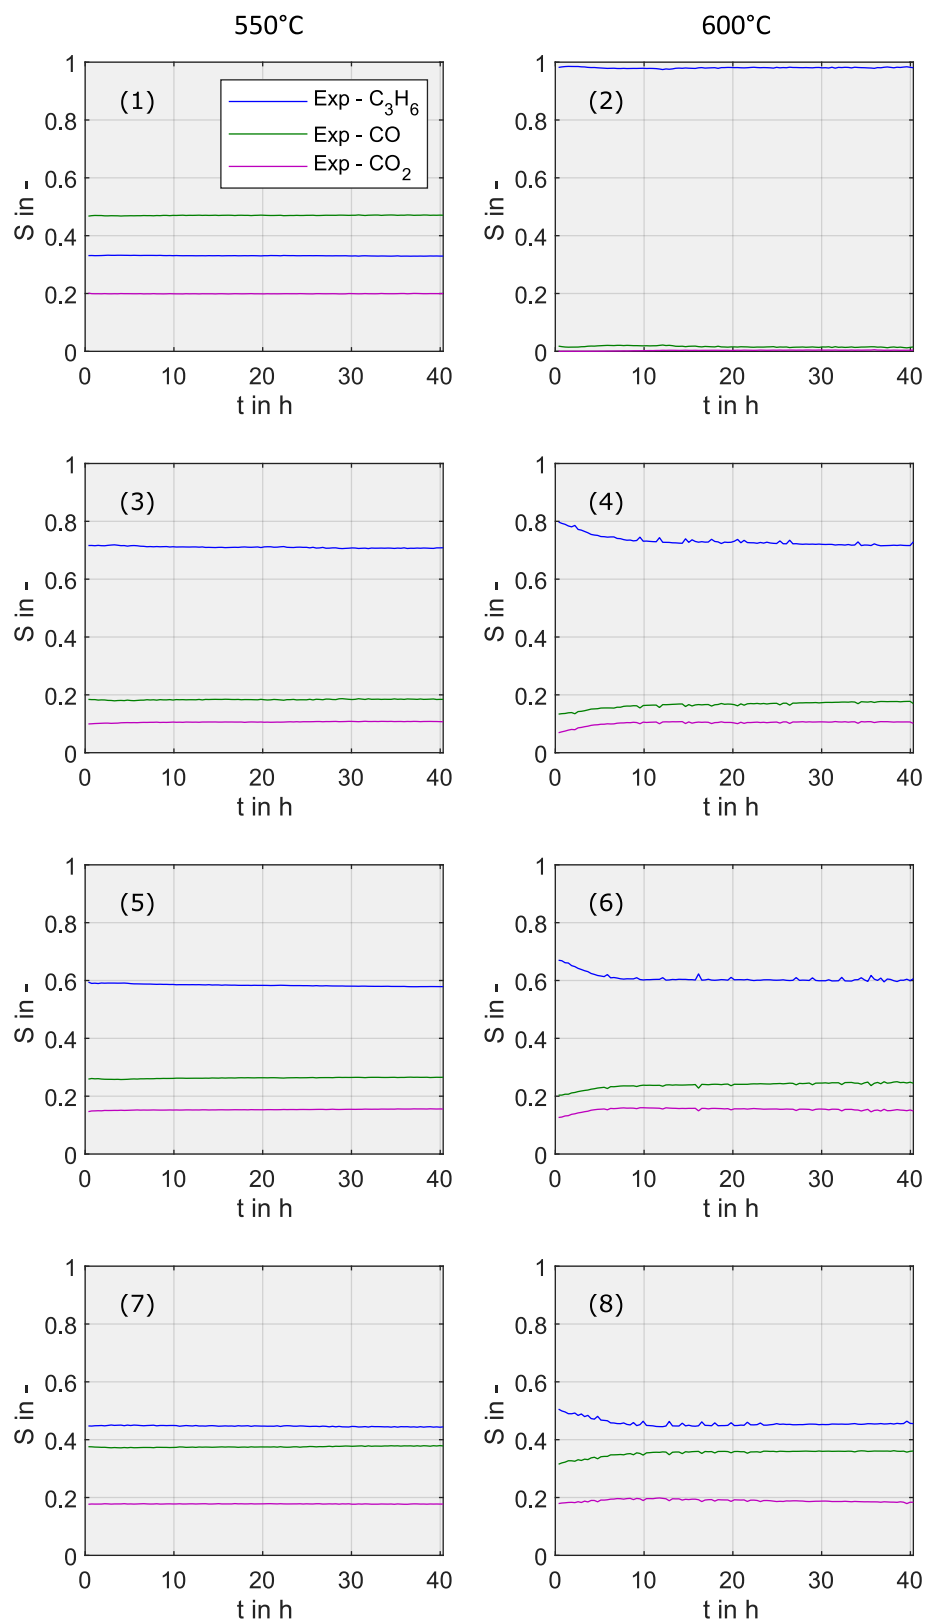 550°C 600°C
1 1
(1) Exp - C₃H₆ (2)
0.8 Exp - CO 0.8
Exp - CO₂
0.6 0.6
S in - S in -
0.4 0.4
0.2 0.2
0 0
0 10 20 30 40 0 10 20 30 40
t in h t in h
1 1
(3) (4)
0.8 0.8
0.6 0.6
S in - S in -
0.4 0.4
0.2 0.2
0 0
0 10 20 30 40 0 10 20 30 40
t in h t in h
1 1
(5) (6)
0.8 0.8
0.6 0.6
S in - S in -
0.4 0.4
0.2 0.2
0 0
0 10 20 30 40 0 10 20 30 40
t in h t in h
1 1
(7) (8)
0.8 0.8
0.6 0.6
S in - S in -
0.4 0.4
0.2 0.2
0 0
0 10 20 30 40 0 10 20 30 40
t in h t in h